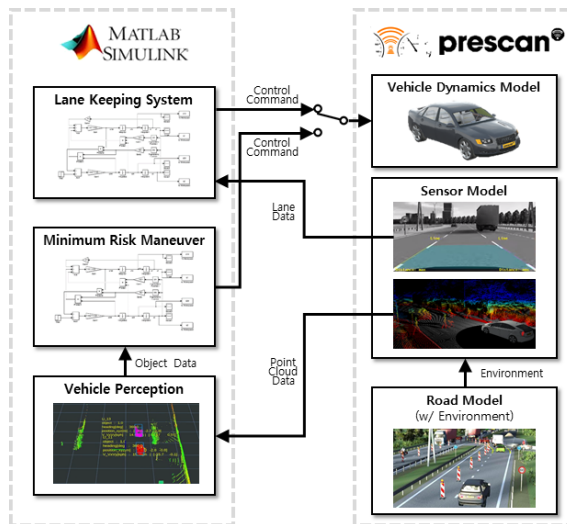 MATLAB
SIMULINK
prescan
Lane Keeping System
Control
Command
Control
Command
Vehicle Dynamics Model
Lane
Data
Sensor Model
Minimum Risk Maneuver
Object Data
Point
Cloud
Data
Environment
Vehicle Perception
Road Model
(w/ Environment)